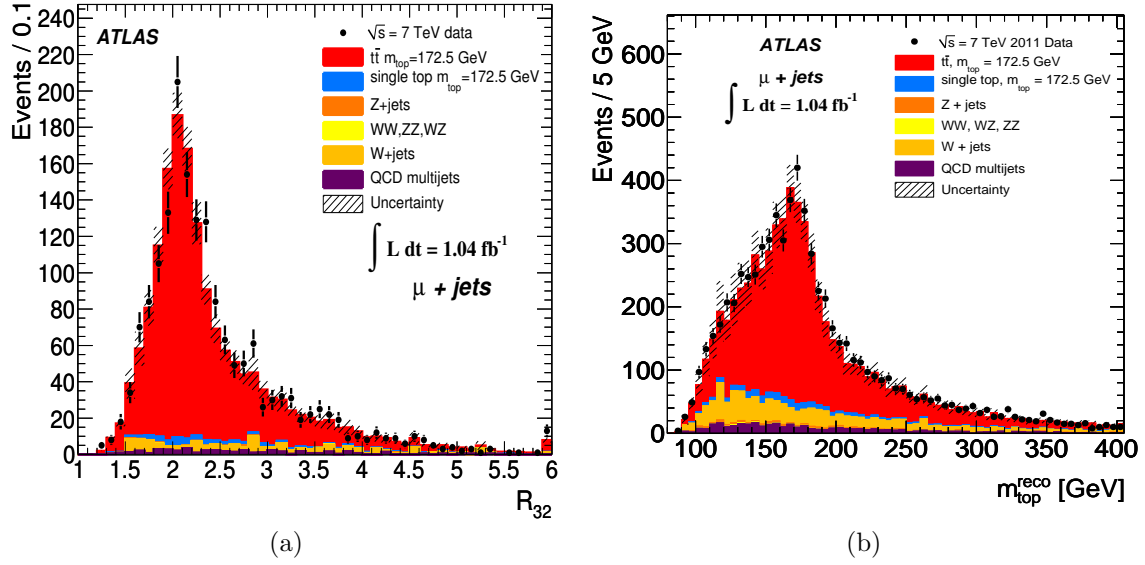 Events / 0.1
240
220
200
180
160
140
120
100
80
60
40
20
0
ATLAS
√s = 7 TeV data
tt̄ m_top=172.5 GeV
single top m_top=172.5 GeV
Z+jets
WW,ZZ,WZ
W+jets
QCD multijets
Uncertainty
∫ L dt = 1.04 fb⁻¹
μ + jets
1 1.5 2 2.5 3 3.5 4 4.5 5 5.5 6
R₃₂
(a)
Events / 5 GeV
600
500
400
300
200
100
0
ATLAS
μ + jets
∫ L dt = 1.04 fb⁻¹
√s = 7 TeV 2011 Data
tt̄, m_top = 172.5 GeV
single top, m_top = 172.5 GeV
Z + jets
WW, WZ, ZZ
W + jets
QCD multijets
Uncertainty
100 150 200 250 300 350 400
m_top^reco [GeV]
(b)